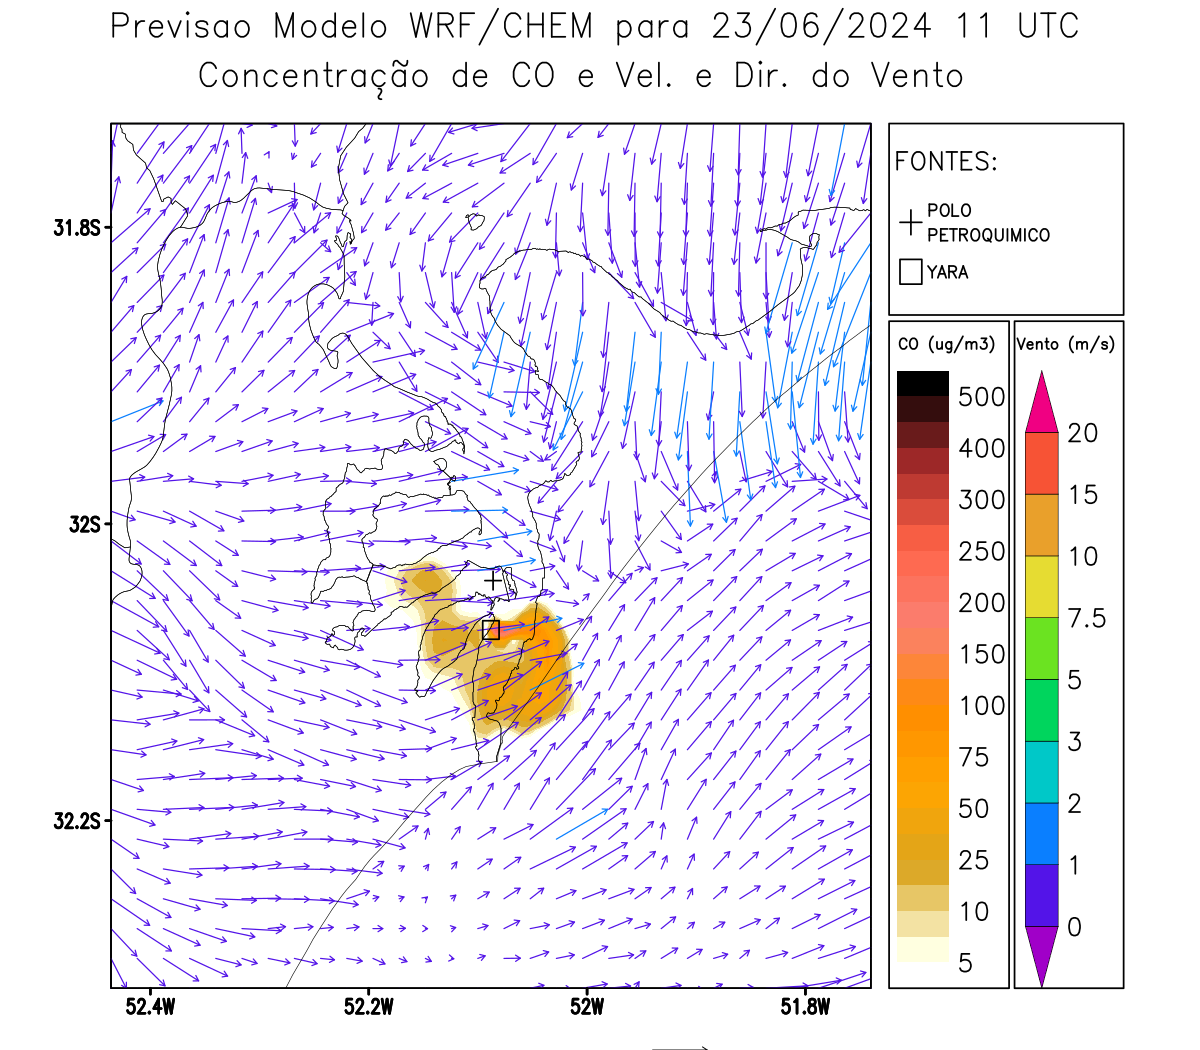 Previsao Modelo WRF/CHEM para 23/06/2024 11 UTC
Concentração de CO e Vel. e Dir. do Vento
FONTES:
POLO
PETROQUIMICO
YARA
CO (ug/m3)
500
400
300
250
200
150
100
75
50
25
10
5
Vento (m/s)
20
15
10
7.5
5
3
2
1
0
31.8S
32S
32.2S
52.4W
52.2W
52W
51.8W